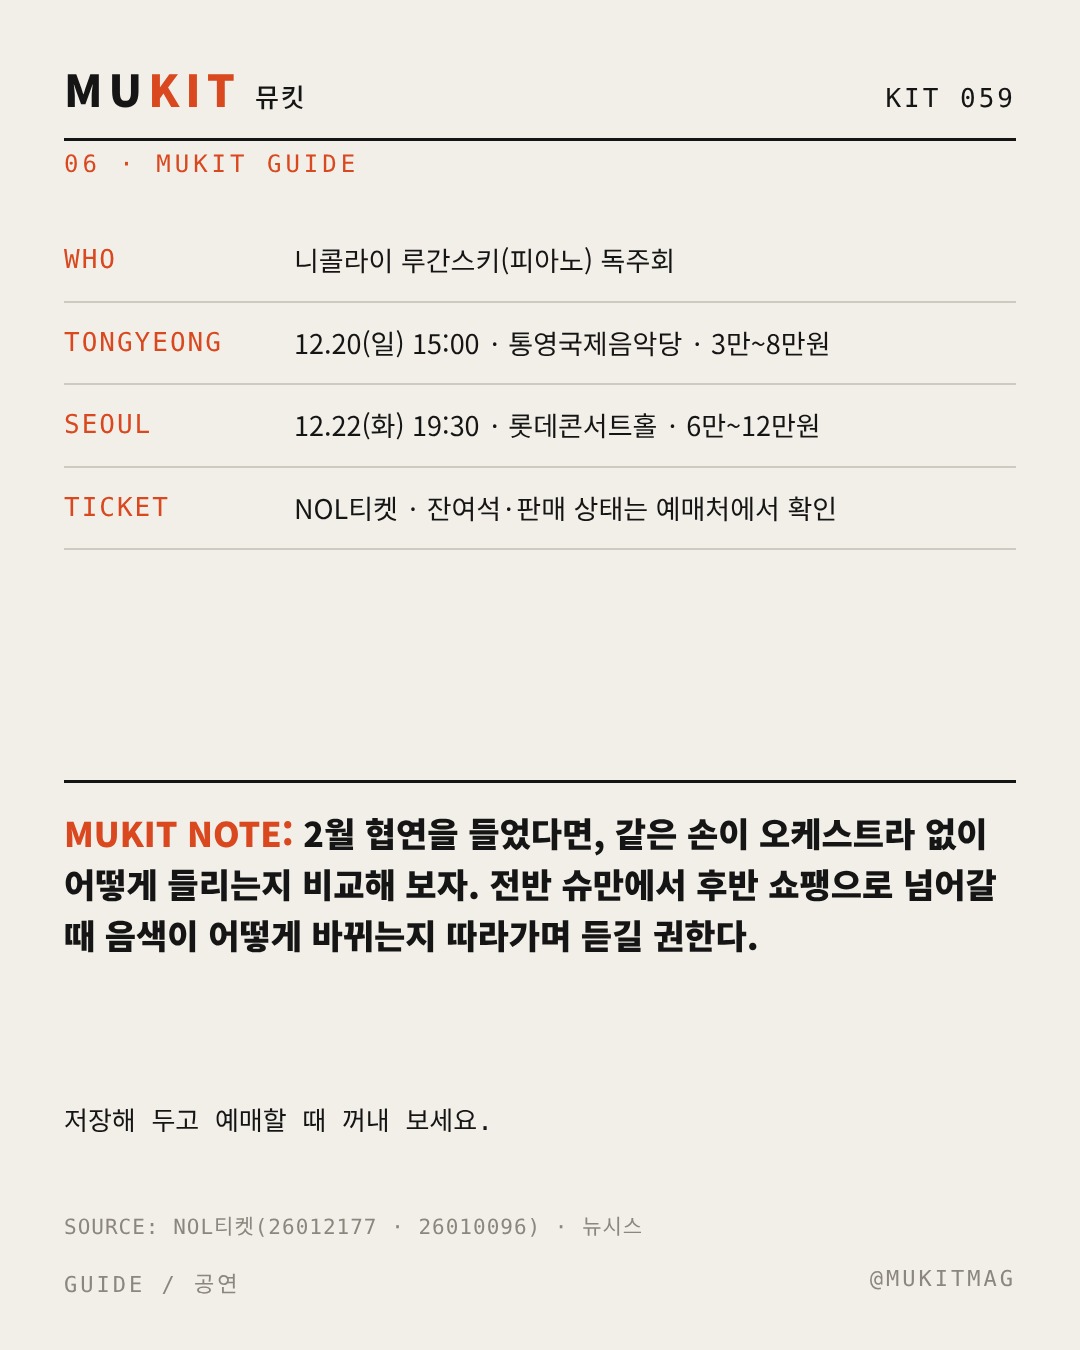 MUKIT 뮤킷
KIT 059
06 · MUKIT GUIDE
WHO 니콜라이 루간스키(피아노) 독주회
TONGYEONG 12.20(일) 15:00 · 통영국제음악당 · 3만~8만원
SEOUL 12.22(화) 19:30 · 롯데콘서트홀 · 6만~12만원
TICKET NOL티켓 · 잔여석·판매 상태는 예매처에서 확인
MUKIT NOTE: 2월 협연을 들었다면, 같은 손이 오케스트라 없이
어떻게 들리는지 비교해 보자. 전반 슈만에서 후반 쇼팽으로 넘어갈
때 음색이 어떻게 바뀌는지 따라가며 듣길 권한다.
저장해 두고 예매할 때 꺼내 보세요.
SOURCE: NOL티켓(26012177 · 26010096) · 뉴시스
GUIDE / 공연
@MUKITMAG